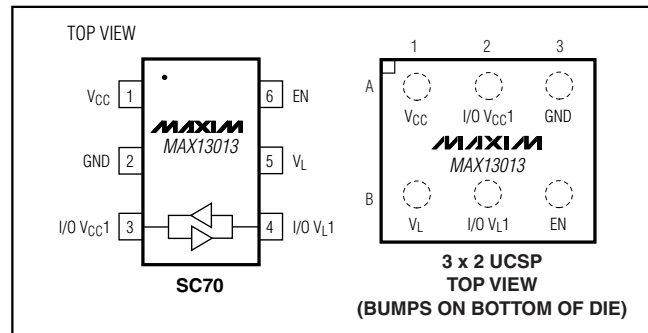 TOP VIEW
VCC 1
6 EN
MAXIM
MAX13013
GND 2
5 VL
I/O VCC1 3
4 I/O VL1
SC70
1 2 3
A
VCC I/O VCC1 GND
MAXIM
MAX13013
B
VL I/O VL1 EN
3 x 2 UCSP
TOP VIEW
(BUMPS ON BOTTOM OF DIE)